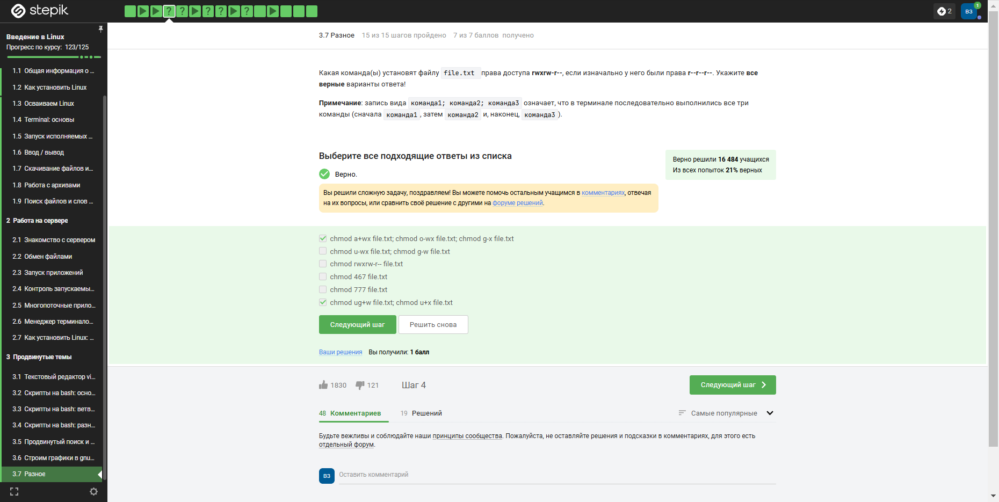 stepik
? ? ? ? ?
2
ВЗ
1
Введение в Linux
Прогресс по курсу: 123/125
1.1 Общая информация о ...
1.2 Как установить Linux
1.3 Осваиваем Linux
1.4 Terminal: основы
1.5 Запуск исполняемых ...
1.6 Ввод / вывод
1.7 Скачивание файлов и...
1.8 Работа с архивами
1.9 Поиск файлов и слов ...
2 Работа на сервере
2.1 Знакомство с сервером
2.2 Обмен файлами
2.3 Запуск приложений
2.4 Контроль запускаемы...
2.5 Многопоточные прило...
2.6 Менеджер терминало...
2.7 Как установить Linux: ...
3 Продвинутые темы
3.1 Текстовый редактор vi...
3.2 Скрипты на bash: осно...
3.3 Скрипты на bash: ветв...
3.4 Скрипты на bash: разн...
3.5 Продвинутый поиск и ...
3.6 Строим графики в gnu...
3.7 Разное
3.7 Разное 15 из 15 шагов пройдено 7 из 7 баллов получено
Какая команда(ы) установят файлу file.txt права доступа rwxrw-r--, если изначально у него были права r--r--r--. Укажите все
верные варианты ответа!
Примечание: запись вида команда1; команда2; команда3 означает, что в терминале последовательно выполнились все три
команды (сначала команда1, затем команда2 и, наконец, команда3).
Выберите все подходящие ответы из списка
Верно.
Верно решили 16 484 учащихся
Из всех попыток 21% верных
Вы решили сложную задачу, поздравляем! Вы можете помочь остальным учащимся в комментариях, отвечая
на их вопросы, или сравнить своё решение с другими на форуме решений.
chmod a+wx file.txt; chmod o-wx file.txt; chmod g-x file.txt
chmod u-wx file.txt; chmod g-w file.txt
chmod rwxrw-r-- file.txt
chmod 467 file.txt
chmod 777 file.txt
chmod ug+w file.txt; chmod u+x file.txt
Следующий шаг
Решить снова
Ваши решения Вы получили: 1 балл
1830 121 Шаг 4
Следующий шаг
48 Комментариев 19 Решений
Самые популярные
Будьте вежливы и соблюдайте наши принципы сообщества. Пожалуйста, не оставляйте решения и подсказки в комментариях, для этого есть
отдельный форум.
ВЗ Оставить комментарий